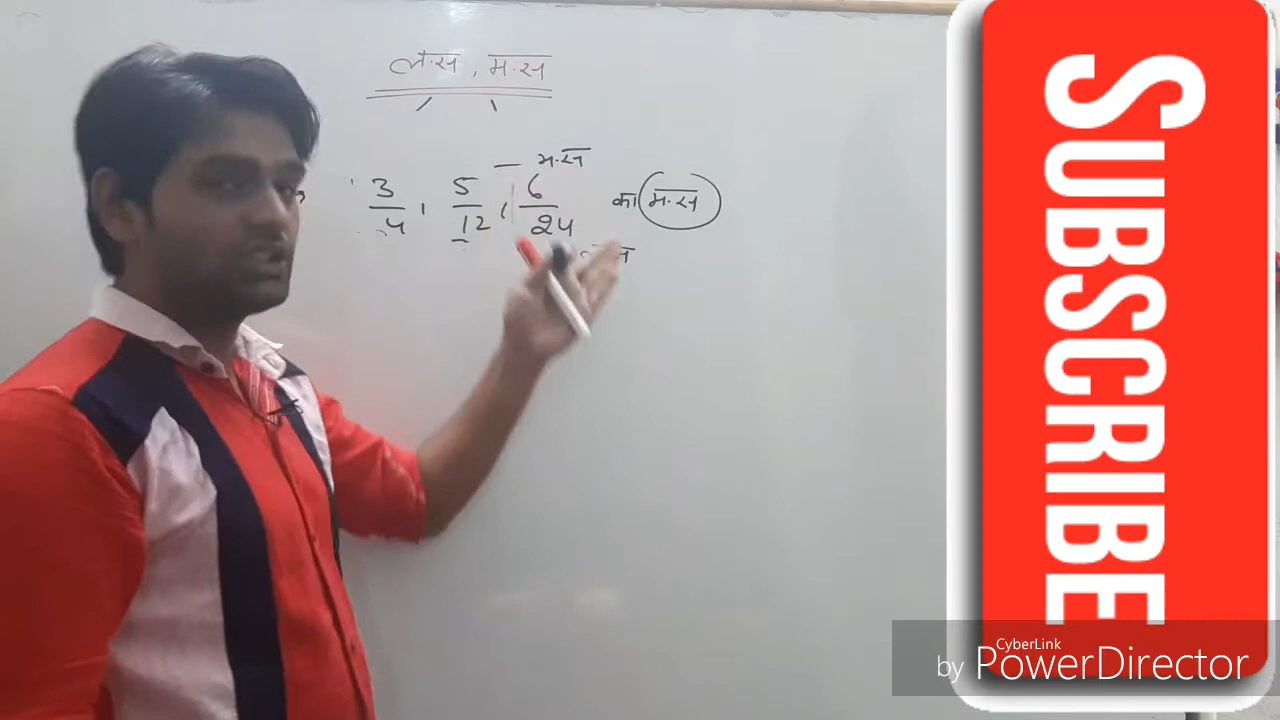 ल.स , म.स
म.स
3/4 , 5/12 , 6/24 का म.स
SUBSCRIBE
CyberLink
by PowerDirector